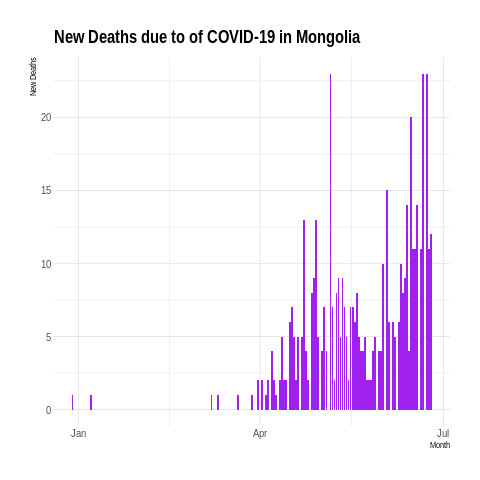 New Deaths due to of COVID-19 in Mongolia
New Deaths
20
15
10
5
0
Jan
Apr
Jul
Month